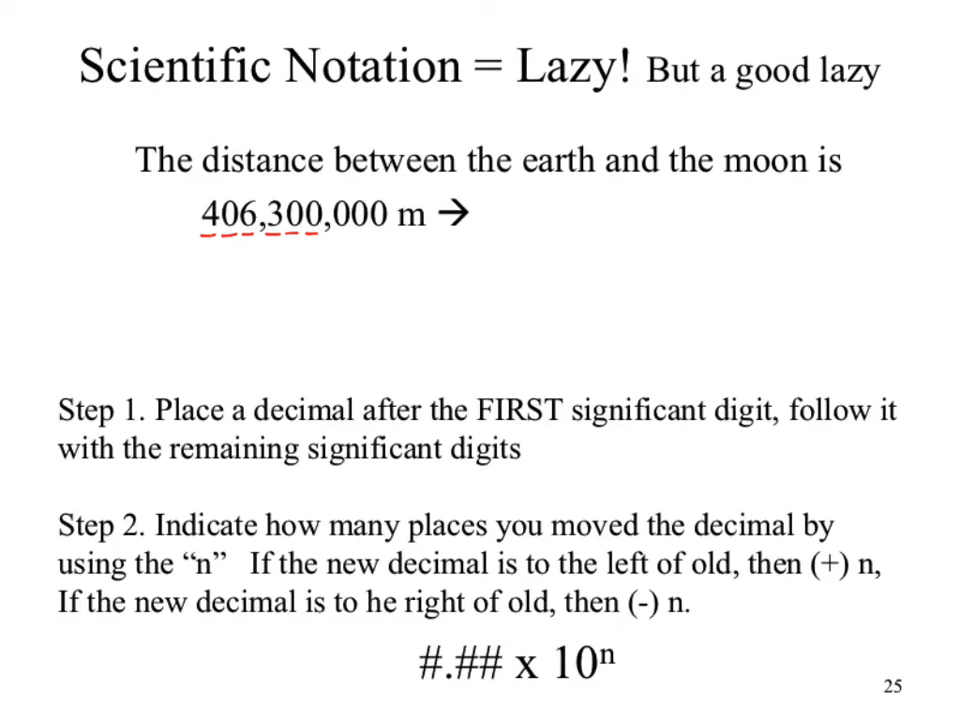 Scientific Notation = Lazy! But a good lazy
The distance between the earth and the moon is
406,300,000 m →
Step 1. Place a decimal after the FIRST significant digit, follow it
with the remaining significant digits
Step 2. Indicate how many places you moved the decimal by
using the “n” If the new decimal is to the left of old, then (+) n,
If the new decimal is to he right of old, then (-) n.
#.## x 10ⁿ
25